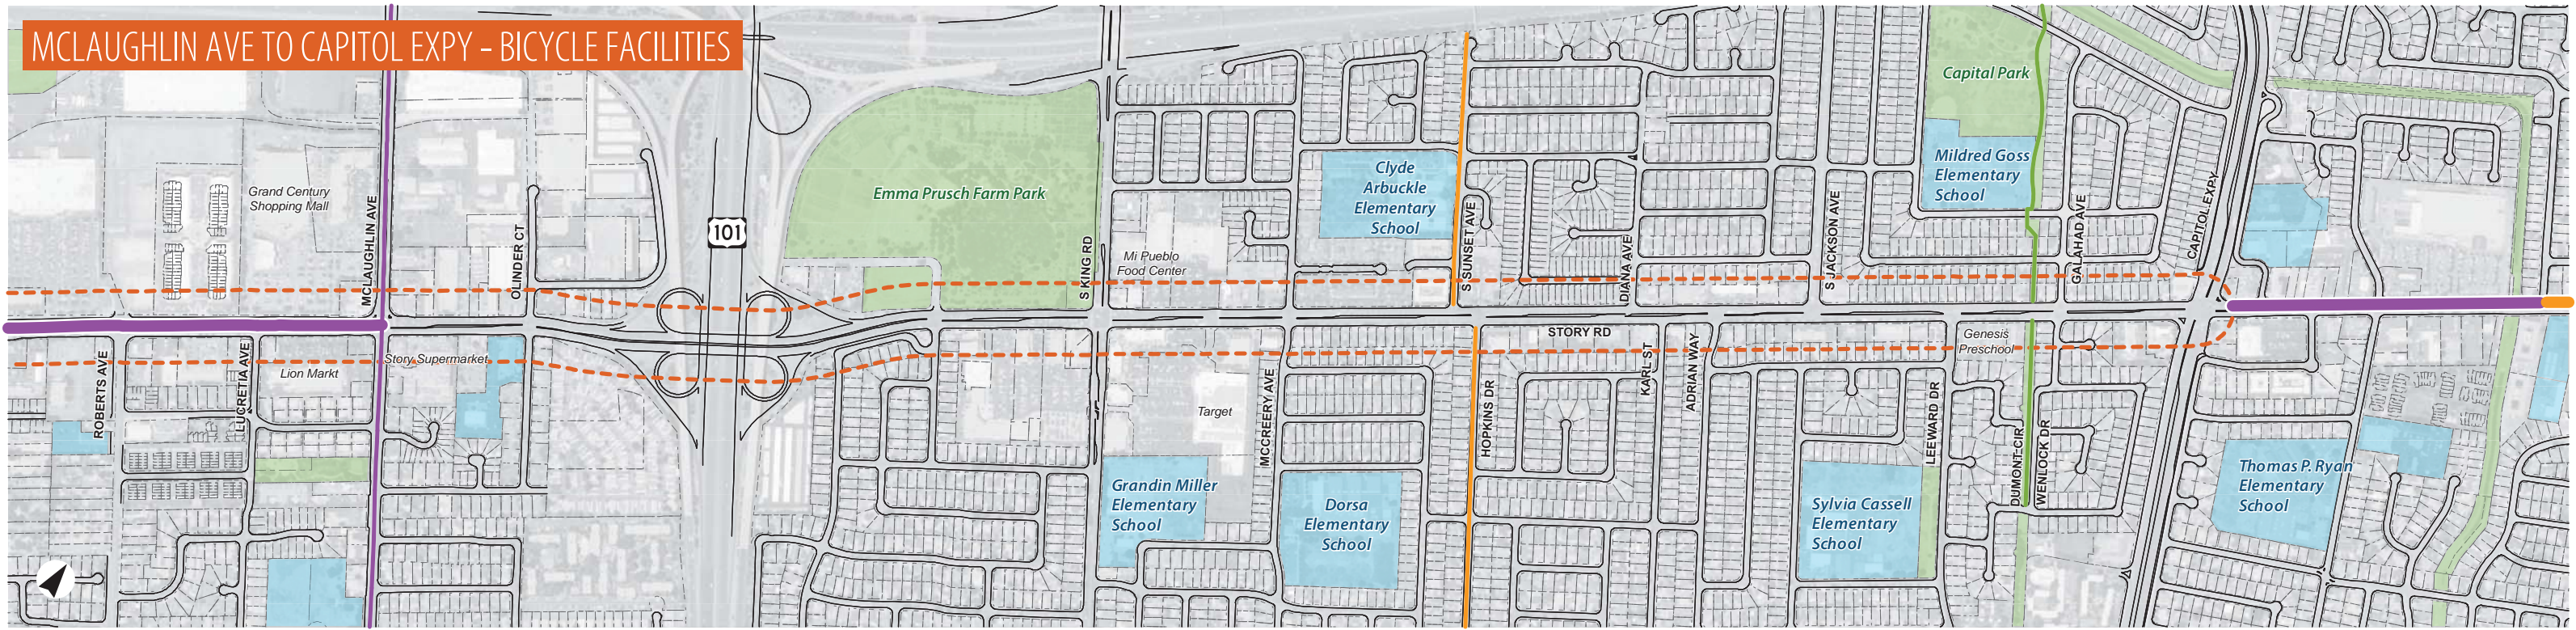 MCLAUGHLIN AVE TO CAPITOL EXPY – BICYCLE FACILITIES
Capital Park
Grand Century
Shopping Mall
MCLAUGHLIN AVE
OLINDER CT
101
Emma Prusch Farm Park
S KING RD
Mi Pueblo
Food Center
Clyde
Arbuckle
Elementary
School
S SUNSET AVE
DIANA AVE
S JACKSON AVE
Mildred Goss
Elementary
School
GALAHAD AVE
CAPITOL EXPY
STORY RD
Genesis
Preschool
ROBERTS AVE
LUCRETIA AVE
Lion Markt
Story Supermarket
Target
MCCREERY AVE
HOPKINS DR
KARL ST
ADRIAN WAY
LEEWARD DR
DUMONT CIR
WENLOCK DR
Grandin Miller
Elementary
School
Dorsa
Elementary
School
Sylvia Cassell
Elementary
School
Thomas P. Ryan
Elementary
School